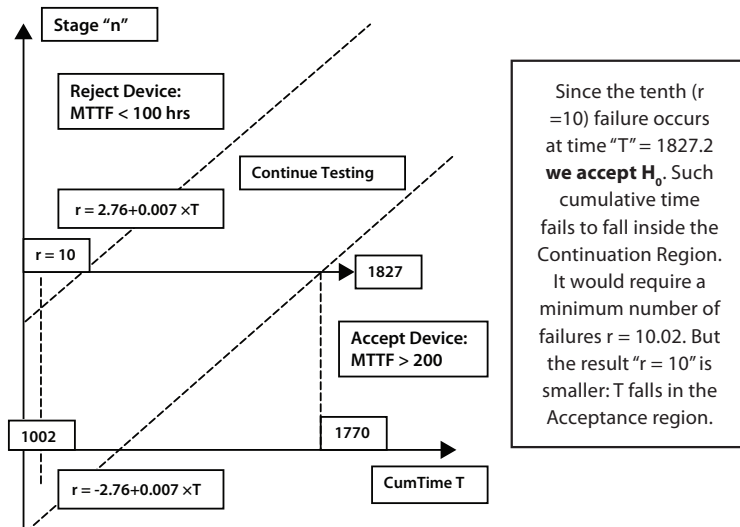 Stage “n”
Reject Device:
MTTF < 100 hrs
Continue Testing
r = 2.76+0.007 ×T
r = 10
1827
Accept Device:
MTTF > 200
1002
1770
r = -2.76+0.007 ×T
CumTime T
Since the tenth (r
=10) failure occurs
at time “T” = 1827.2
we accept H₀. Such
cumulative time
fails to fall inside the
Continuation Region.
It would require a
minimum number of
failures r = 10.02. But
the result “r = 10” is
smaller: T falls in the
Acceptance region.